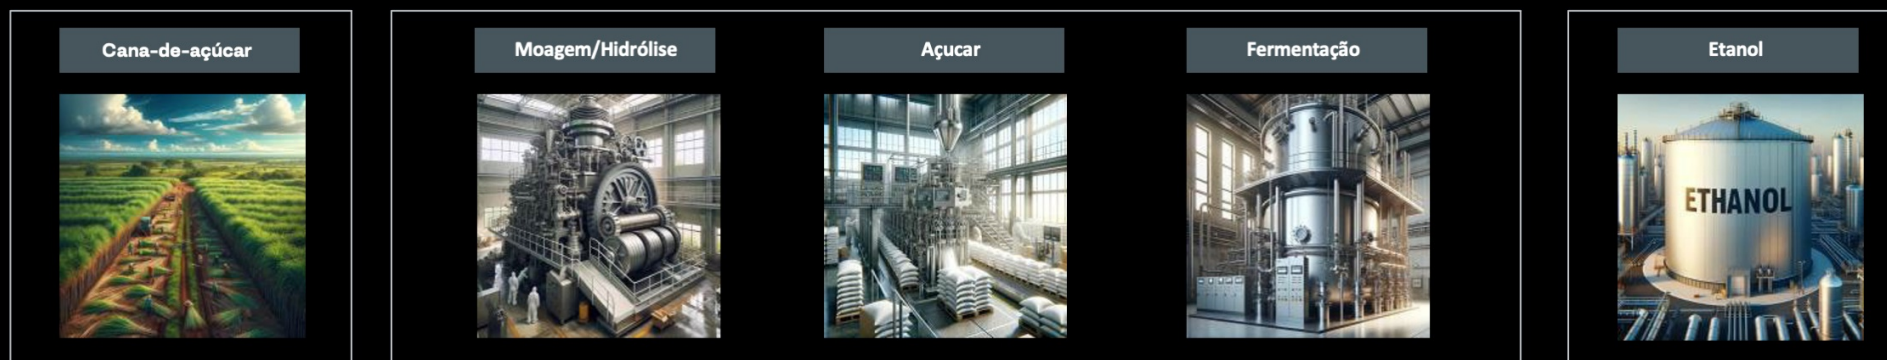 Cana-de-açúcar
Moagem/Hidrólise
Açucar
Fermentação
Etanol
ETHANOL